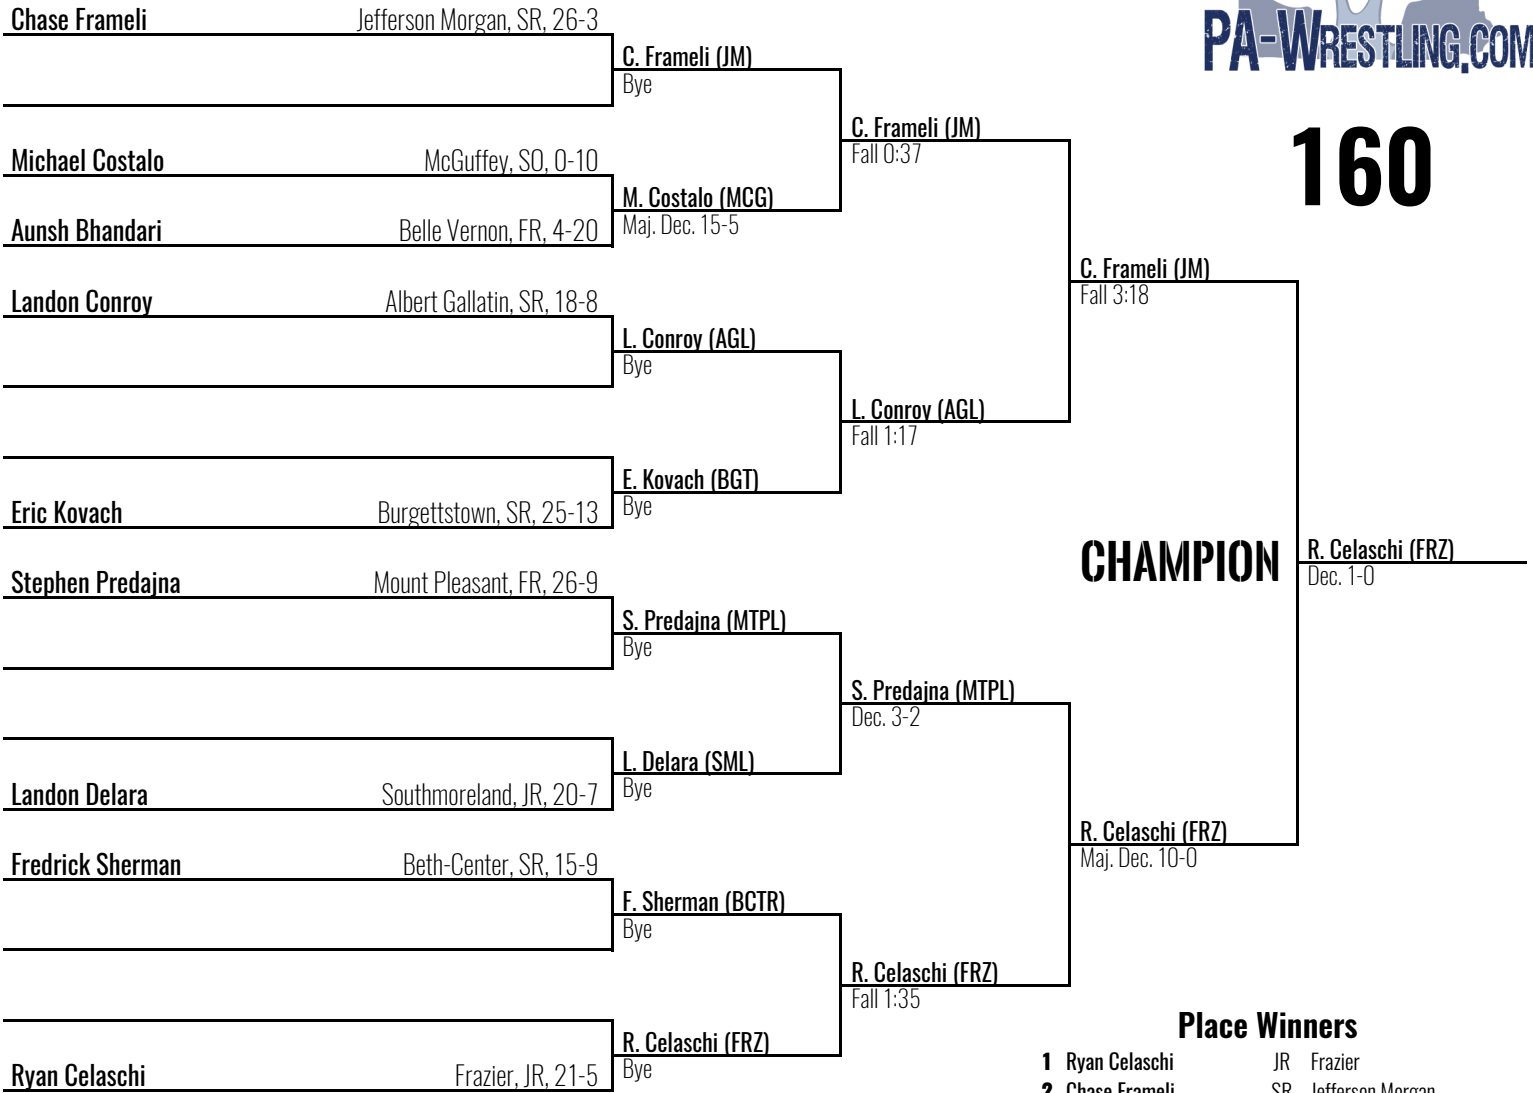 Chase Frameli Jefferson Morgan, SR, 26-3
PA-WRESTLING.COM
C. Frameli (JM)
Bye
C. Frameli (JM)
Fall 0:37
160
Michael Costalo McGuffey, SO, 0-10
M. Costalo (MCG)
Maj. Dec. 15-5
Aunsh Bhandari Belle Vernon, FR, 4-20
C. Frameli (JM)
Fall 3:18
Landon Conroy Albert Gallatin, SR, 18-8
L. Conroy (AGL)
Bye
L. Conroy (AGL)
Fall 1:17
E. Kovach (BGT)
Bye
Eric Kovach Burgettstown, SR, 25-13
CHAMPION
R. Celaschi (FRZ)
Dec. 1-0
Stephen Predajna Mount Pleasant, FR, 26-9
S. Predajna (MTPL)
Bye
S. Predajna (MTPL)
Dec. 3-2
L. Delara (SML)
Bye
Landon Delara Southmoreland, JR, 20-7
R. Celaschi (FRZ)
Maj. Dec. 10-0
Fredrick Sherman Beth-Center, SR, 15-9
F. Sherman (BCTR)
Bye
R. Celaschi (FRZ)
Fall 1:35
R. Celaschi (FRZ)
Bye
Ryan Celaschi Frazier, JR, 21-5
Place Winners
1 Ryan Celaschi JR Frazier
2 Chase Frameli SR Jefferson Morgan